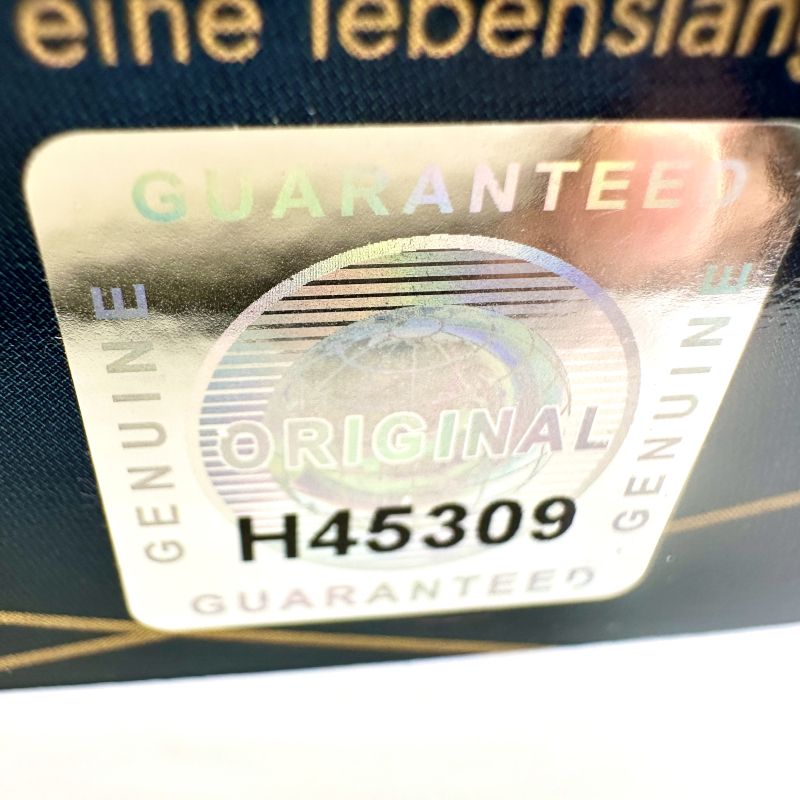 eine lebenslang
GUARANTEED
GENUINE
GENUINE
ORIGINAL
H45309
GUARANTEED